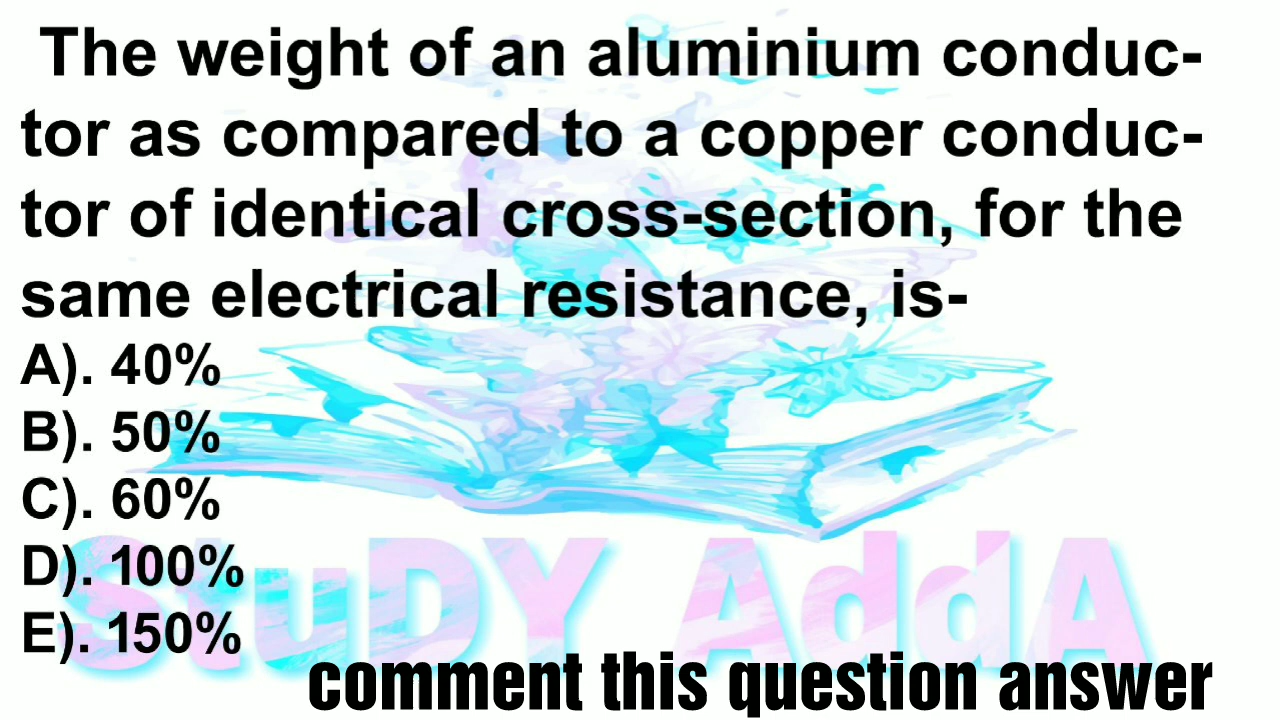 The weight of an aluminium conduc-
tor as compared to a copper conduc-
tor of identical cross-section, for the
same electrical resistance, is-
A). 40%
B). 50%
C). 60%
D). 100%
E). 150%
StuDY AddA
comment this question answer